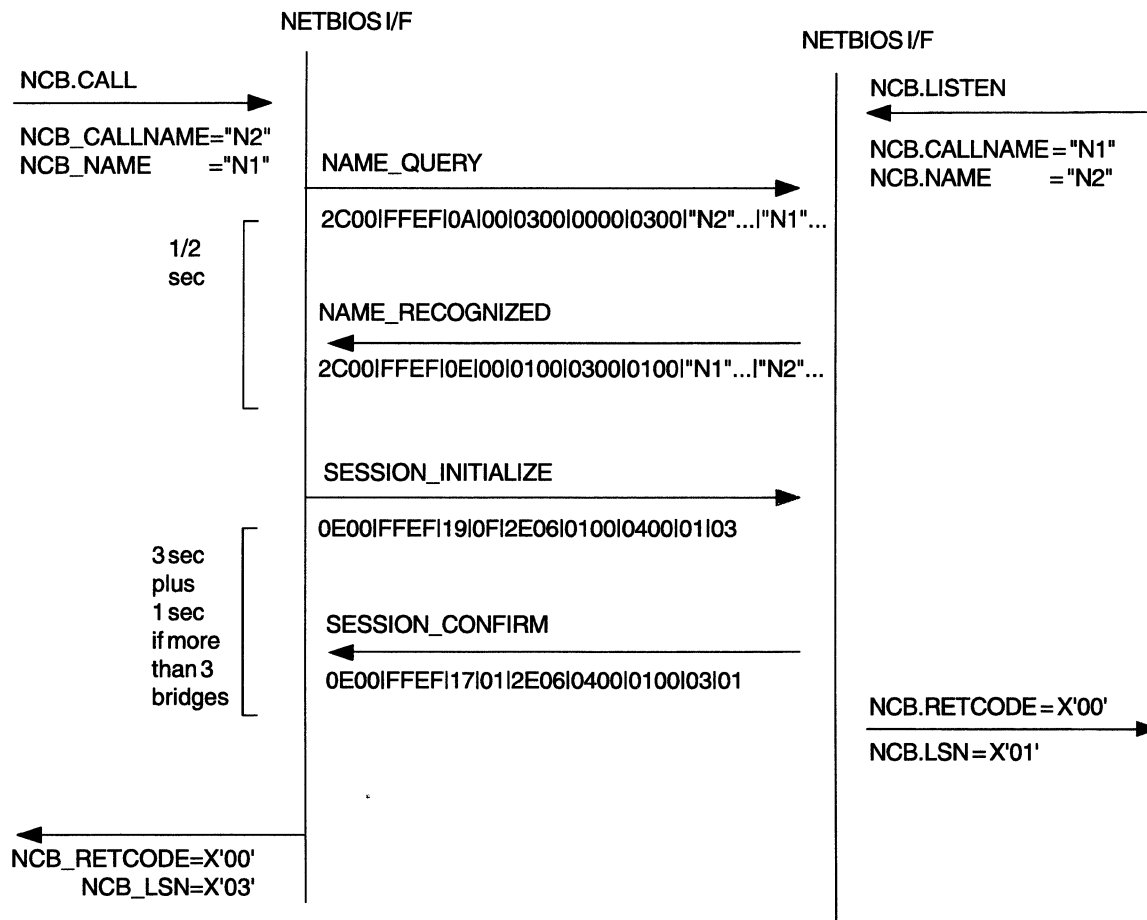 NETBIOS I/F
NETBIOS I/F
NCB.CALL
NCB_CALLNAME="N2"
NCB_NAME ="N1"
NCB.LISTEN
NCB.CALLNAME="N1"
NCB.NAME ="N2"
NAME_QUERY
2C00|FFEF|0A|00|0300|0000|0300|"N2"...|"N1"...
1/2
sec
NAME_RECOGNIZED
2C00|FFEF|0E|00|0100|0300|0100|"N1"...|"N2"...
SESSION_INITIALIZE
0E00|FFEF|19|0F|2E06|0100|0400|01|03
3 sec
plus
1 sec
if more
than 3
bridges
SESSION_CONFIRM
0E00|FFEF|17|01|2E06|0400|0100|03|01
NCB.RETCODE=X'00'
NCB.LSN=X'01'
NCB_RETCODE=X'00'
NCB_LSN=X'03'